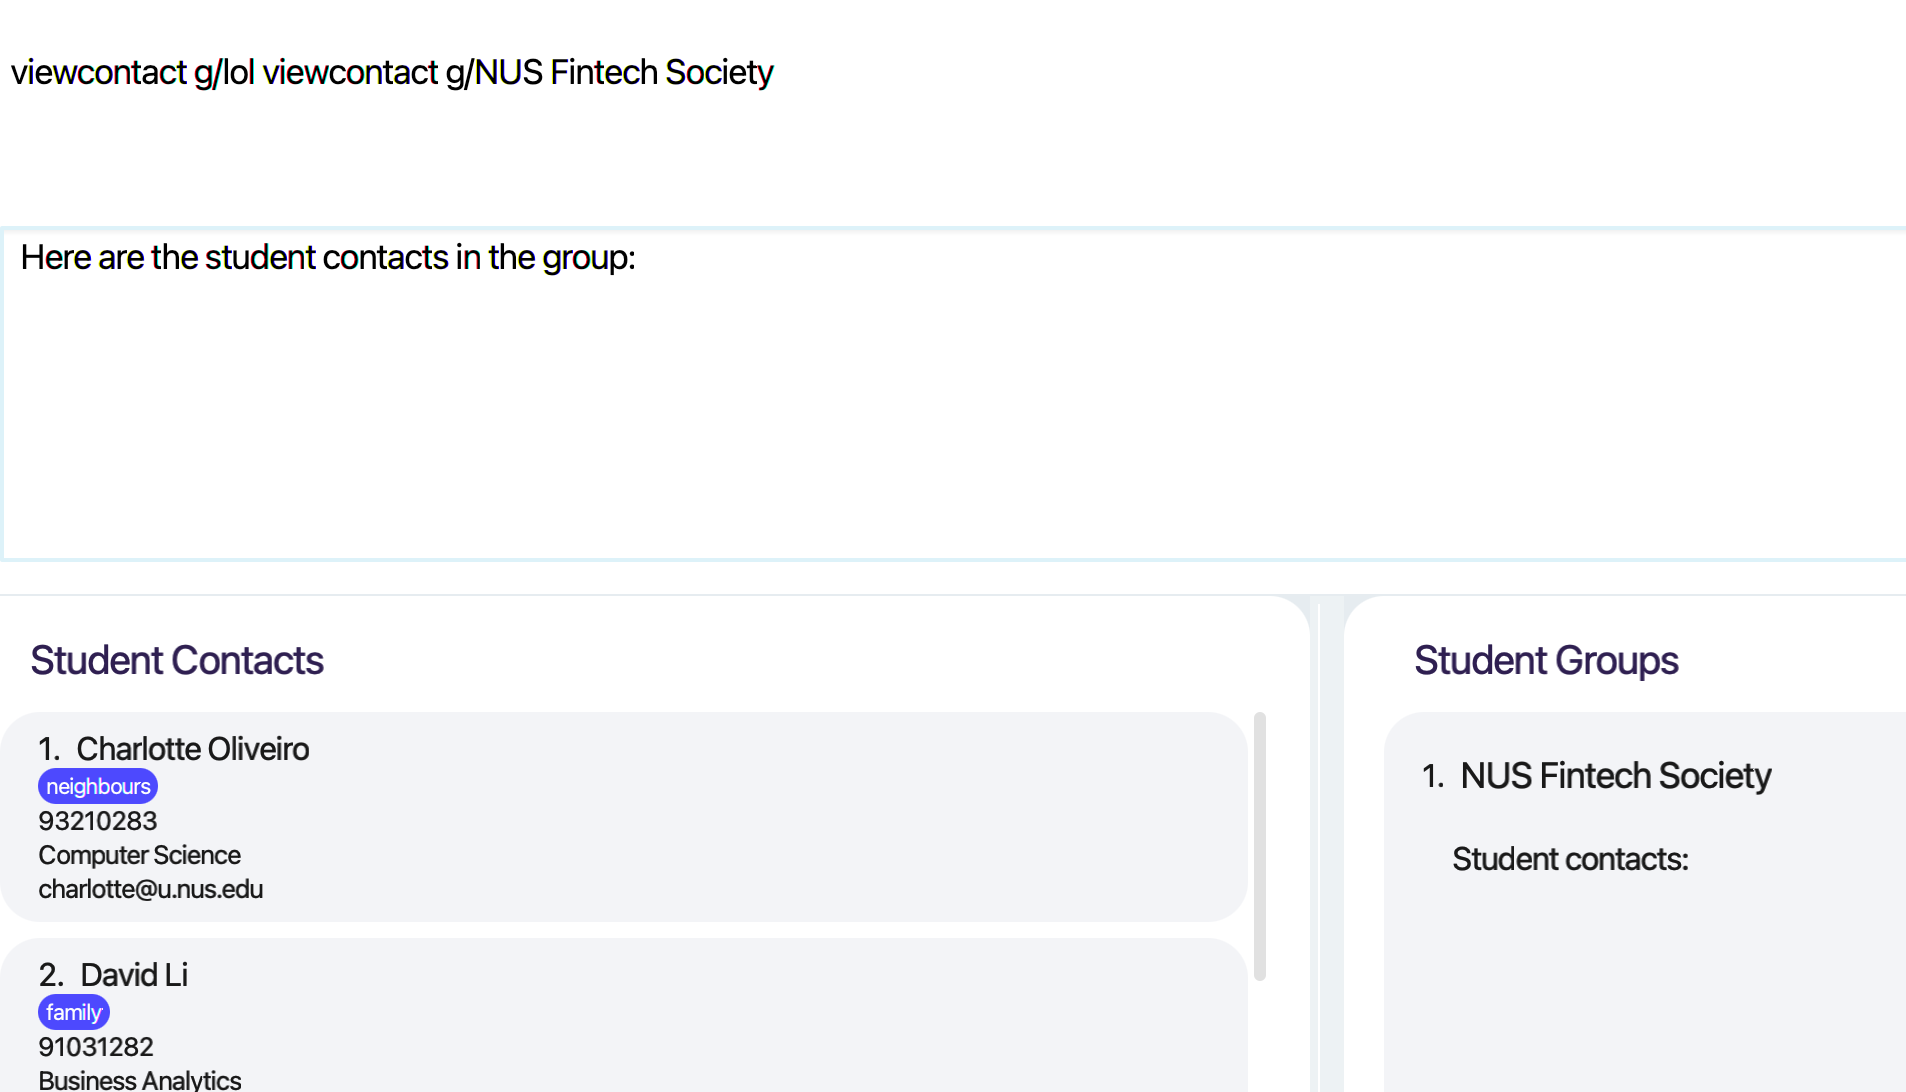 viewcontact g/lol viewcontact g/NUS Fintech Society
Here are the student contacts in the group:
Student Contacts
1. Charlotte Oliveiro
neighbours
93210283
Computer Science
charlotte@u.nus.edu
2. David Li
family
91031282
Business Analytics
Student Groups
1. NUS Fintech Society
Student contacts: